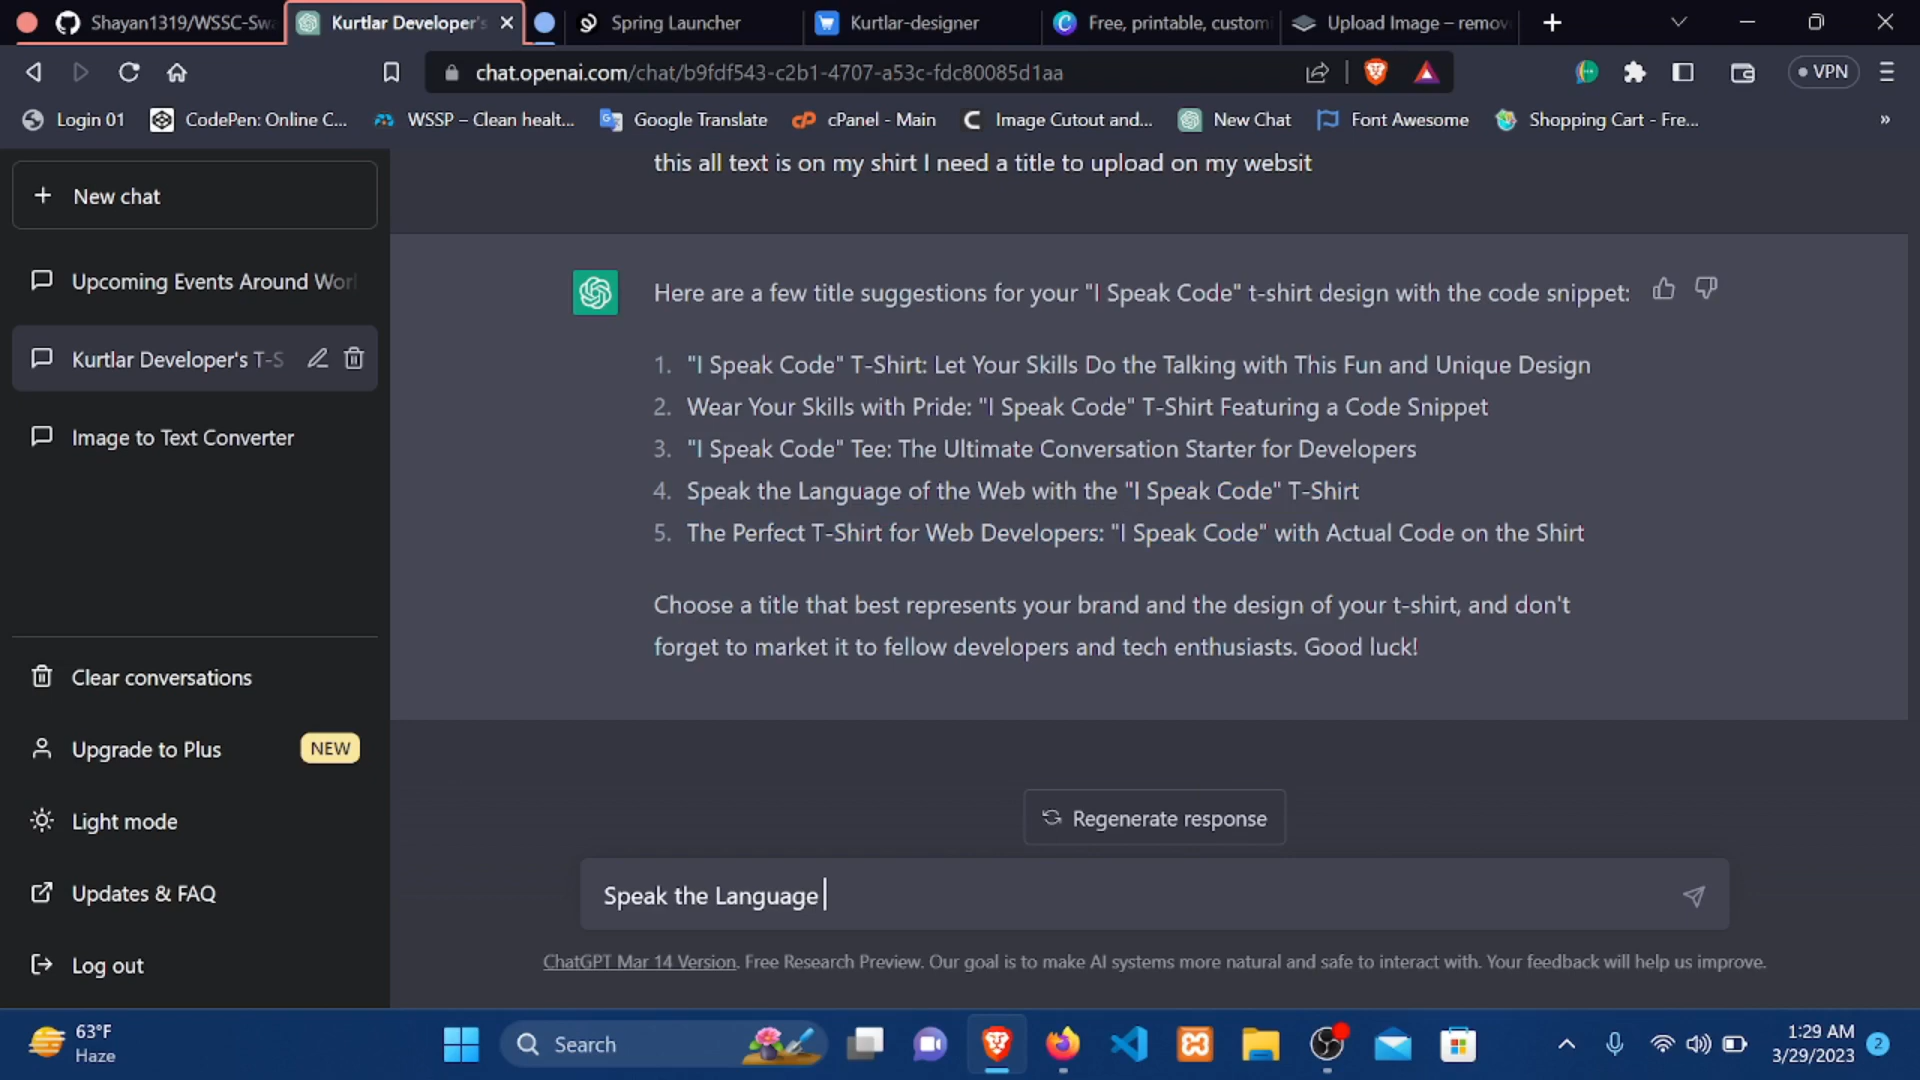 Shayan1319/WSSC-Swa
Kurtlar Developer's
Spring Launcher
Kurtlar-designer
Free, printable, custom
Upload Image – remov
chat.openai.com/chat/b9fdf543-c2b1-4707-a53c-fdc80085d1aa
VPN
Login 01
CodePen: Online C...
WSSP – Clean healt...
Google Translate
cPanel - Main
Image Cutout and...
New Chat
Font Awesome
Shopping Cart - Fre...
»
this all text is on my shirt I need a title to upload on my websit
+ New chat
Upcoming Events Around Worl
Kurtlar Developer's T-S
Image to Text Converter
Here are a few title suggestions for your "I Speak Code" t-shirt design with the code snippet:
1. "I Speak Code" T-Shirt: Let Your Skills Do the Talking with This Fun and Unique Design
2. Wear Your Skills with Pride: "I Speak Code" T-Shirt Featuring a Code Snippet
3. "I Speak Code" Tee: The Ultimate Conversation Starter for Developers
4. Speak the Language of the Web with the "I Speak Code" T-Shirt
5. The Perfect T-Shirt for Web Developers: "I Speak Code" with Actual Code on the Shirt
Choose a title that best represents your brand and the design of your t-shirt, and don't
forget to market it to fellow developers and tech enthusiasts. Good luck!
Clear conversations
Upgrade to Plus
NEW
Light mode
Updates & FAQ
Log out
Regenerate response
Speak the Language
ChatGPT Mar 14 Version. Free Research Preview. Our goal is to make AI systems more natural and safe to interact with. Your feedback will help us improve.
63°F
Haze
Search
1:29 AM
3/29/2023
2